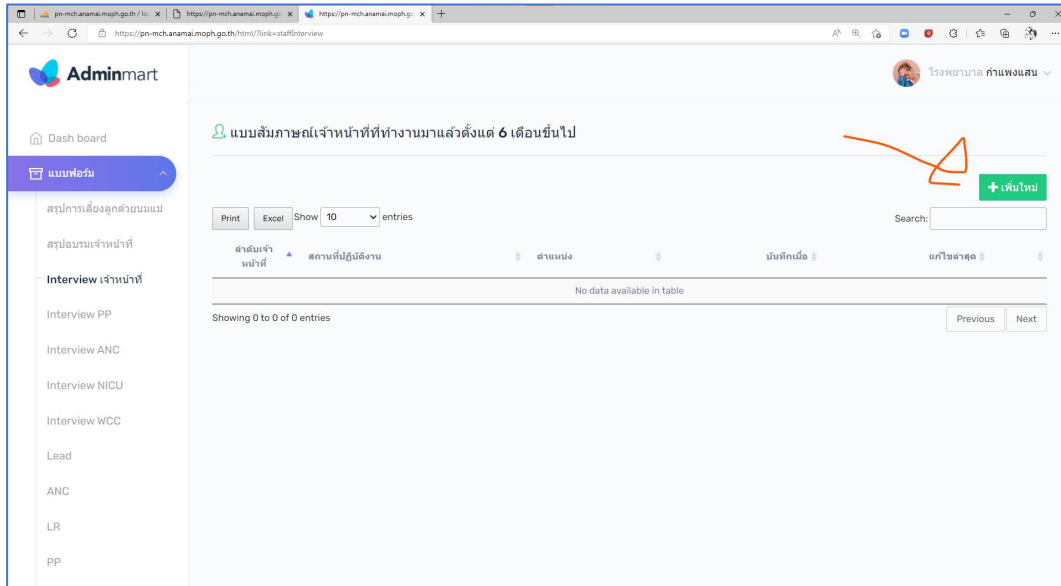 pn-mch.anamai.moph.go.th / lo
https://pn-mch.anamai.moph.g
https://pn-mch.anamai.moph.g
https://pn-mch.anamai.moph.go.th/html/?link=staffInterview
Adminmart
โรงพยาบาล กำแพงแสน
Dash board
แบบฟอร์ม
สรุปการเลี้ยงลูกด้วยนมแม่
สรุปอบรมเจ้าหน้าที่
Interview เจ้าหน้าที่
Interview PP
Interview ANC
Interview NICU
Interview WCC
Lead
ANC
LR
PP
แบบสัมภาษณ์เจ้าหน้าที่ที่ทำงานมาแล้วตั้งแต่ 6 เดือนขึ้นไป
+ เพิ่มใหม่
Print Excel Show 10 entries Search:
ลำดับเจ้าหน้าที่ สถานที่ปฏิบัติงาน ตำแหน่ง บันทึกเมื่อ แก้ไขล่าสุด
No data available in table
Showing 0 to 0 of 0 entries Previous Next